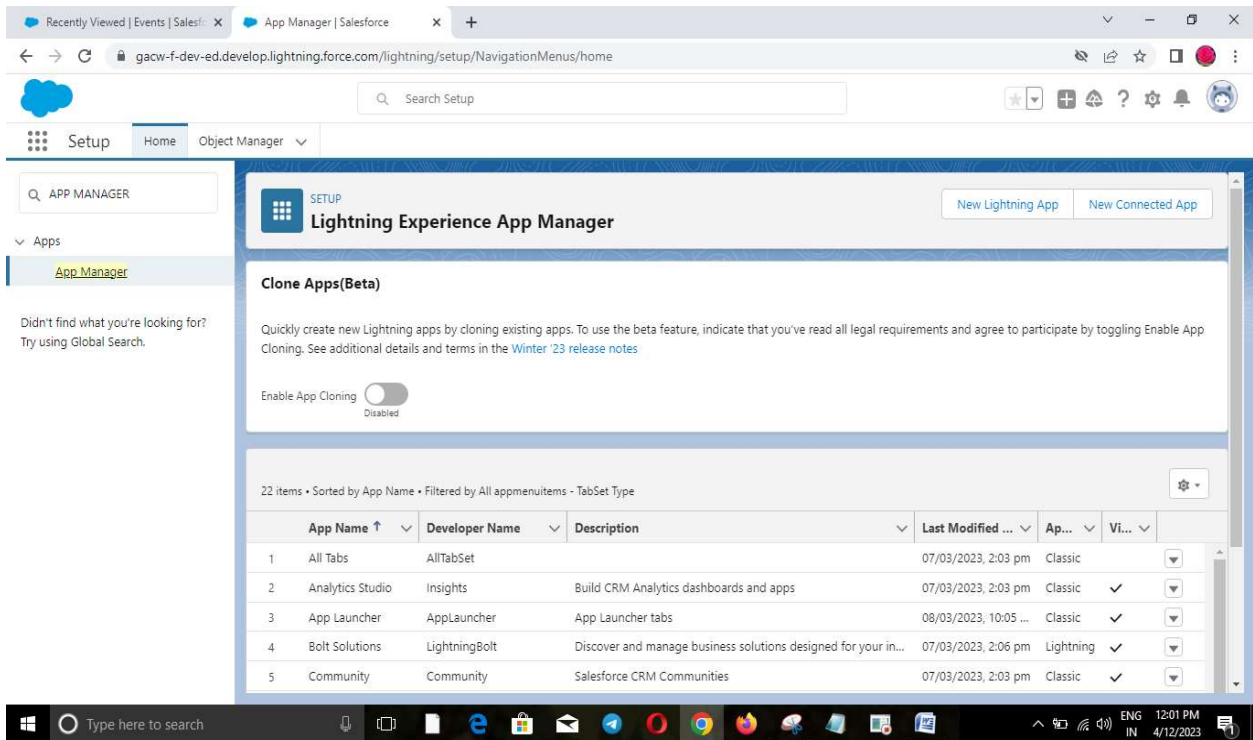 Recently Viewed | Events | Salesfo
App Manager | Salesforce
gacw-f-dev-ed.develop.lightning.force.com/lightning/setup/NavigationMenus/home
Search Setup
Setup
Home
Object Manager
APP MANAGER
Apps
App Manager
Didn't find what you're looking for?
Try using Global Search.
SETUP
Lightning Experience App Manager
New Lightning App
New Connected App
Clone Apps(Beta)
Quickly create new Lightning apps by cloning existing apps. To use the beta feature, indicate that you've read all legal requirements and agree to participate by toggling Enable App
Cloning. See additional details and terms in the Winter '23 release notes
Enable App Cloning
Disabled
22 items • Sorted by App Name • Filtered by All appmenuitems - TabSet Type
App Name Developer Name Description Last Modified ... Ap... Vi...
1 All Tabs AllTabSet 07/03/2023, 2:03 pm Classic
2 Analytics Studio Insights Build CRM Analytics dashboards and apps 07/03/2023, 2:03 pm Classic
3 App Launcher AppLauncher App Launcher tabs 08/03/2023, 10:05 ... Classic
4 Bolt Solutions LightningBolt Discover and manage business solutions designed for your in... 07/03/2023, 2:06 pm Lightning
5 Community Community Salesforce CRM Communities 07/03/2023, 2:03 pm Classic
Type here to search
ENG
IN
12:01 PM
4/12/2023